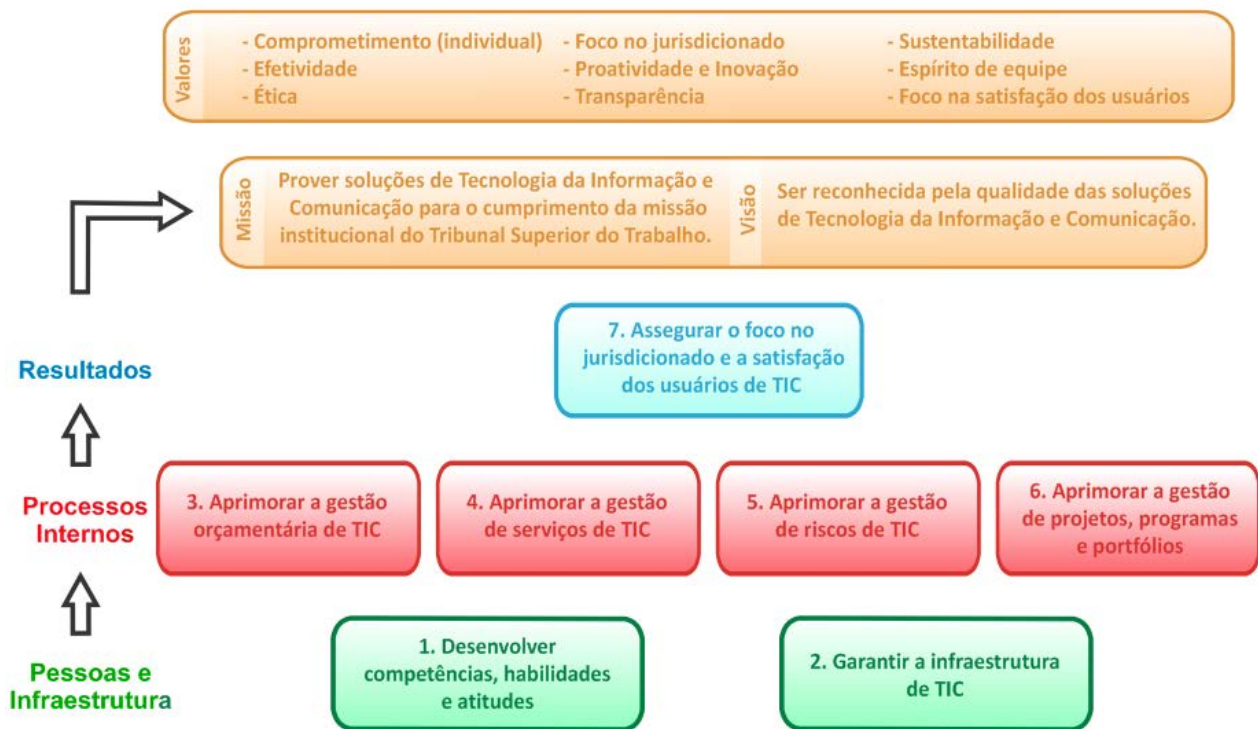 Valores
- Comprometimento (individual)
- Efetividade
- Ética
- Foco no jurisdicionado
- Proatividade e Inovação
- Transparência
- Sustentabilidade
- Espírito de equipe
- Foco na satisfação dos usuários
Missão
Prover soluções de Tecnologia da Informação e
Comunicação para o cumprimento da missão
institucional do Tribunal Superior do Trabalho.
Visão
Ser reconhecida pela qualidade das soluções
de Tecnologia da Informação e Comunicação.
Resultados
7. Assegurar o foco no
jurisdicionado e a satisfação
dos usuários de TIC
Processos
Internos
3. Aprimorar a gestão
orçamentária de TIC
4. Aprimorar a gestão
de serviços de TIC
5. Aprimorar a gestão
de riscos de TIC
6. Aprimorar a gestão
de projetos, programas
e portfólios
Pessoas e
Infraestrutura
1. Desenvolver
competências, habilidades
e atitudes
2. Garantir a infraestrutura
de TIC